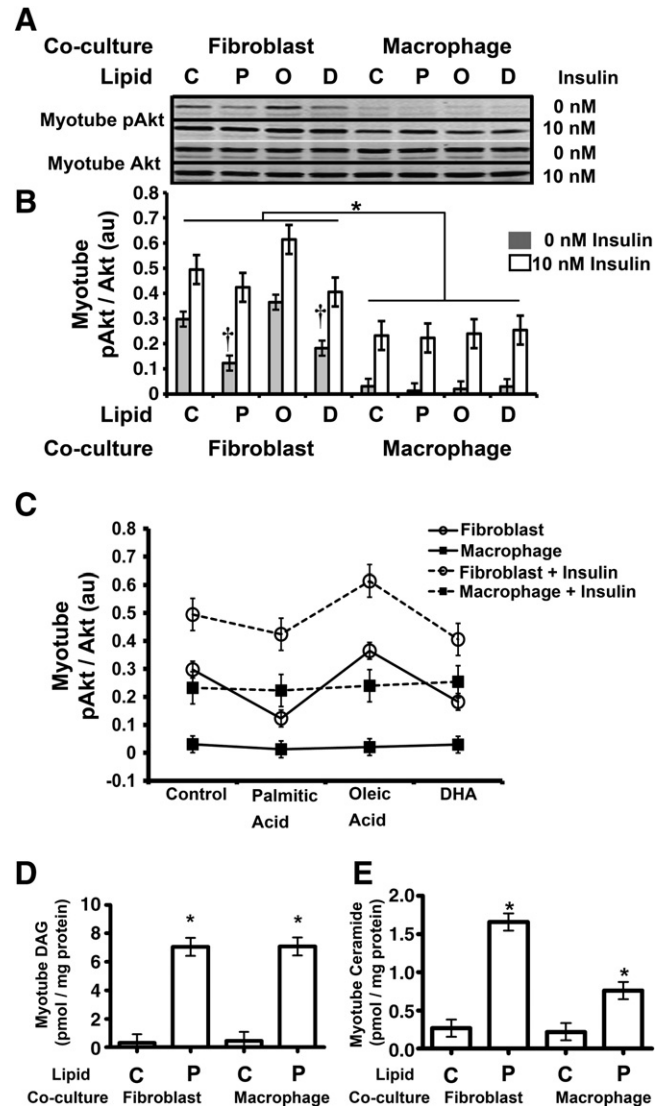 A
Co-culture Fibroblast Macrophage
Lipid C P O D C P O D Insulin
Myotube pAkt 0 nM
10 nM
Myotube Akt 0 nM
10 nM
B
*
0 nM Insulin
10 nM Insulin
Myotube
pAkt / Akt (au)
0.8
0.7
0.6
0.5
0.4
0.3
0.2
0.1
0
† †
Lipid C P O D C P O D
Co-culture Fibroblast Macrophage
C
Fibroblast
Macrophage
Fibroblast + Insulin
Macrophage + Insulin
Myotube
pAkt / Akt (au)
0.8
0.7
0.6
0.5
0.4
0.3
0.2
0.1
0
-0.1
Control Palmitic Acid Oleic Acid DHA
D
Myotube DAG
(pmol / mg protein)
10
8
6
4
2
0
* *
Lipid C P C P
Co-culture Fibroblast Macrophage
E
Myotube Ceramide
(pmol / mg protein)
2.0
1.5
1.0
0.5
0.0
* *
Lipid C P C P
Co-culture Fibroblast Macrophage